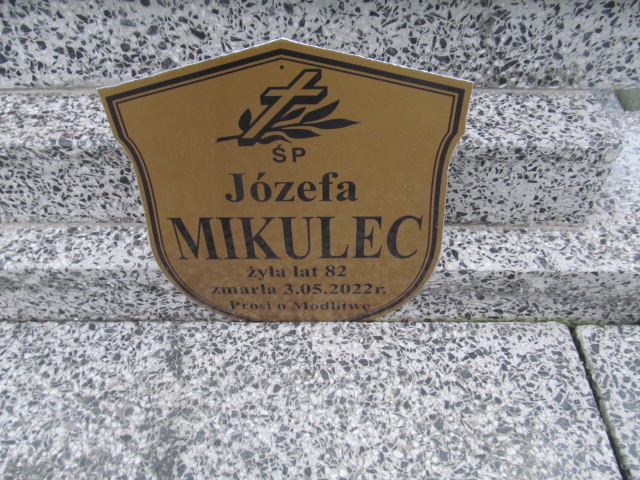 ŚP
Józefa
MIKULEC
żyła lat 82
zmarła 3.05.2022r.
Prosi o Modlitwę